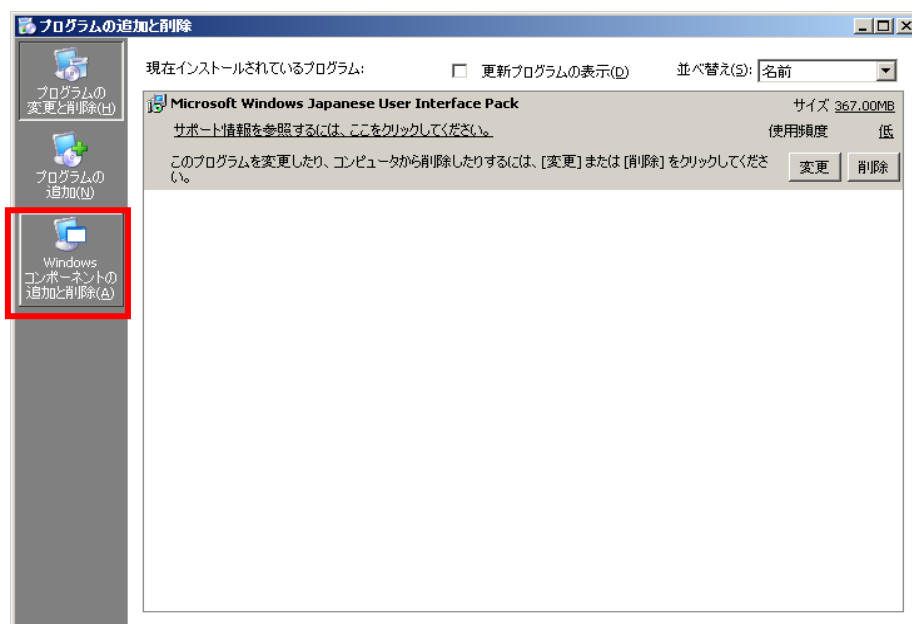 プログラムの追加と削除
プログラムの
変更と削除(H)
プログラムの
追加(N)
Windows
コンポーネントの
追加と削除(A)
現在インストールされているプログラム:
更新プログラムの表示(D)
並べ替え(S): 名前
Microsoft Windows Japanese User Interface Pack
サイズ 367.00MB
サポート情報を参照するには、ここをクリックしてください。
使用頻度 低
このプログラムを変更したり、コンピュータから削除したりするには、[変更] または [削除] をクリックしてくださ
い。
変更 削除